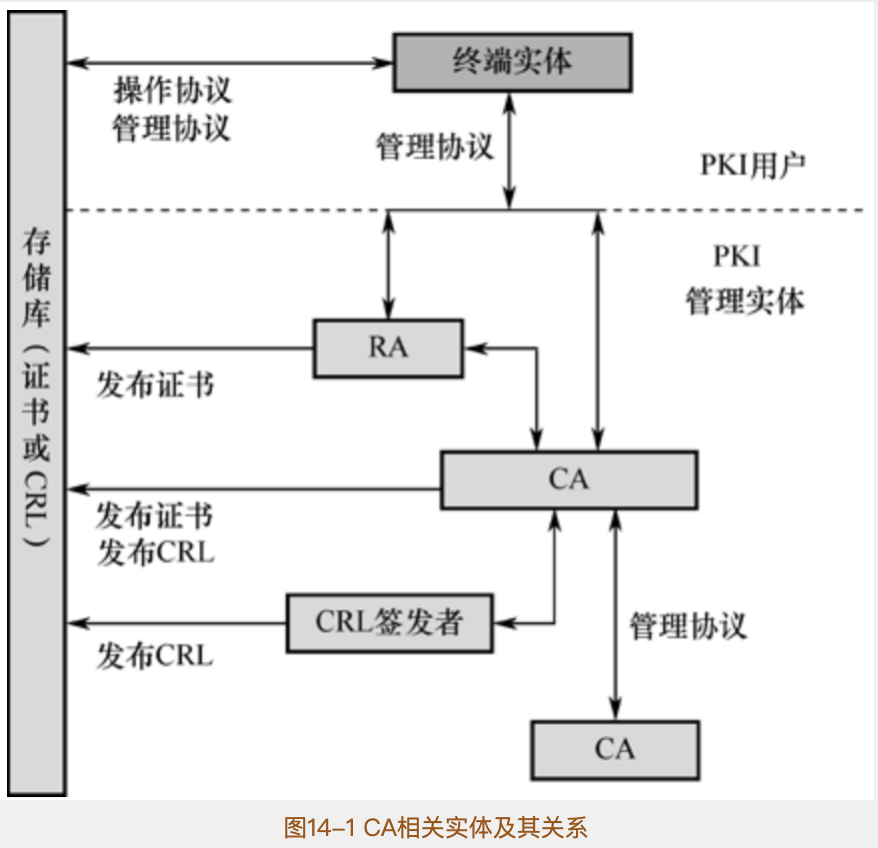 终端实体
操作协议
管理协议
管理协议
PKI用户
存储库（证书或CRL）
PKI
管理实体
RA
发布证书
CA
发布证书
发布CRL
CRL签发者
管理协议
发布CRL
CA
图14-1 CA相关实体及其关系